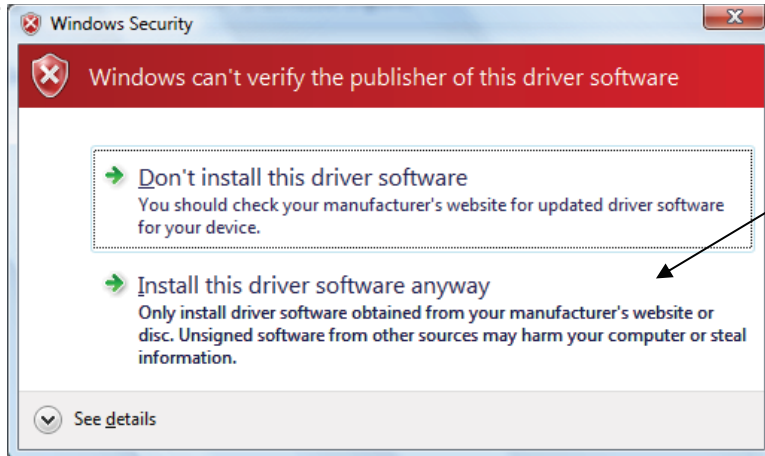 Windows Security
Windows can't verify the publisher of this driver software
Don't install this driver software
You should check your manufacturer's website for updated driver software
for your device.
Install this driver software anyway
Only install driver software obtained from your manufacturer's website or
disc. Unsigned software from other sources may harm your computer or steal
information.
See details